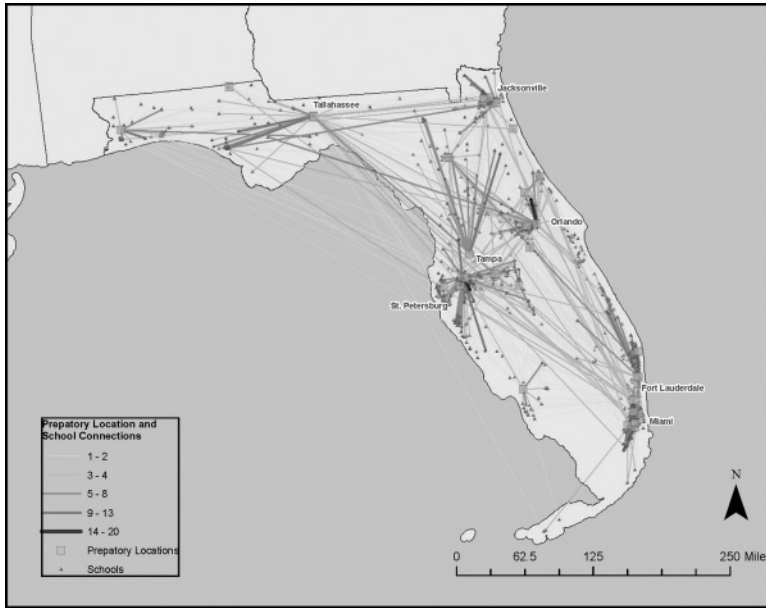 Jacksonville
Tallahassee
Orlando
Tampa
St. Petersburg
Fort Lauderdale
Miami
Prepatory Location and
School Connections
1 - 2
3 - 4
5 - 8
9 - 13
14 - 20
Prepatory Locations
Schools
N
0 62.5 125 250 Mile